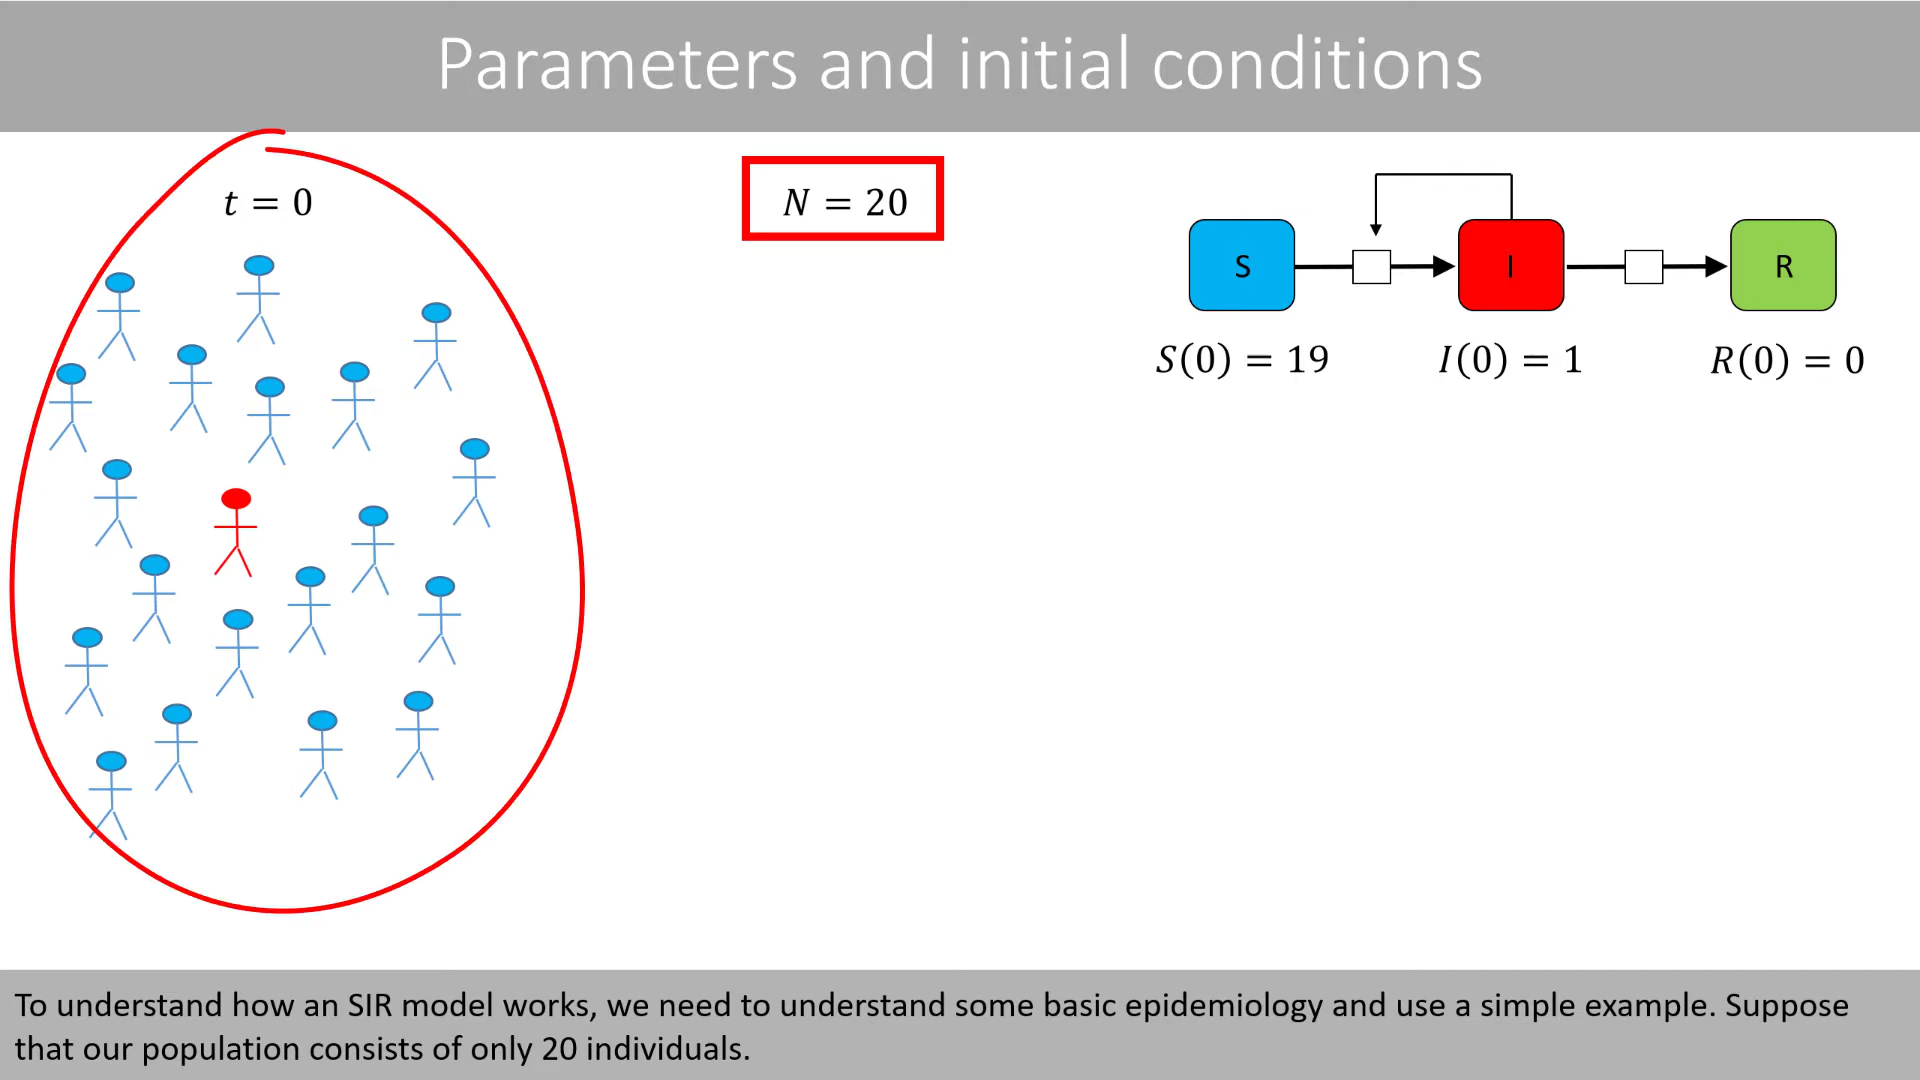 Parameters and initial conditions
t = 0
N = 20
S
I
R
S(0) = 19
I(0) = 1
R(0) = 0
To understand how an SIR model works, we need to understand some basic epidemiology and use a simple example. Suppose
that our population consists of only 20 individuals.